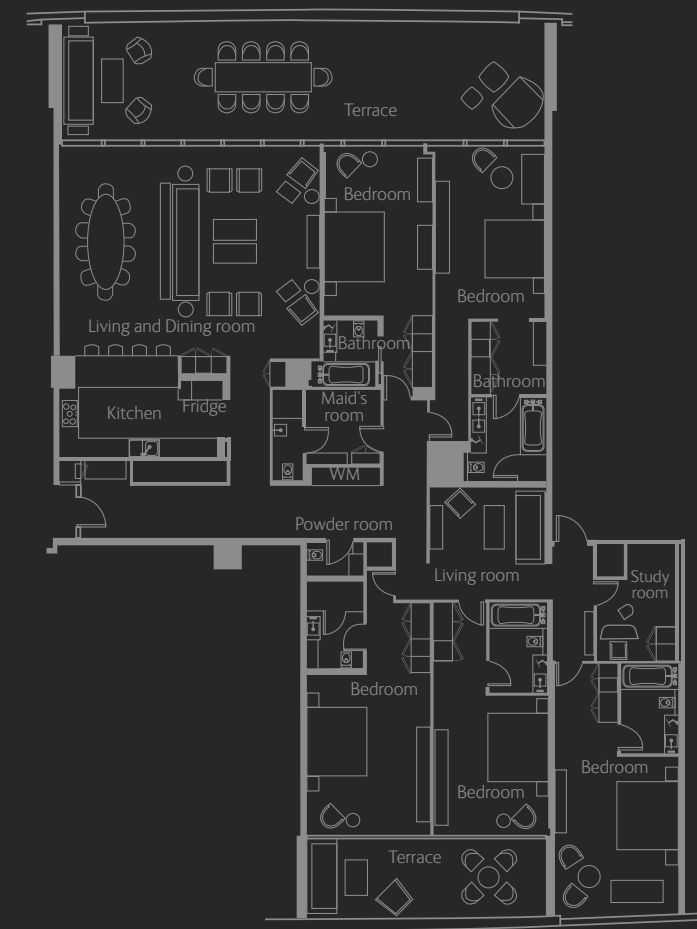 Terrace
Bedroom
Bedroom
Living and Dining room
Bathroom
Bathroom
Maid's
room
Kitchen
Fridge
WM
Powder room
Living room
Study
room
Bedroom
Bedroom
Bedroom
Terrace